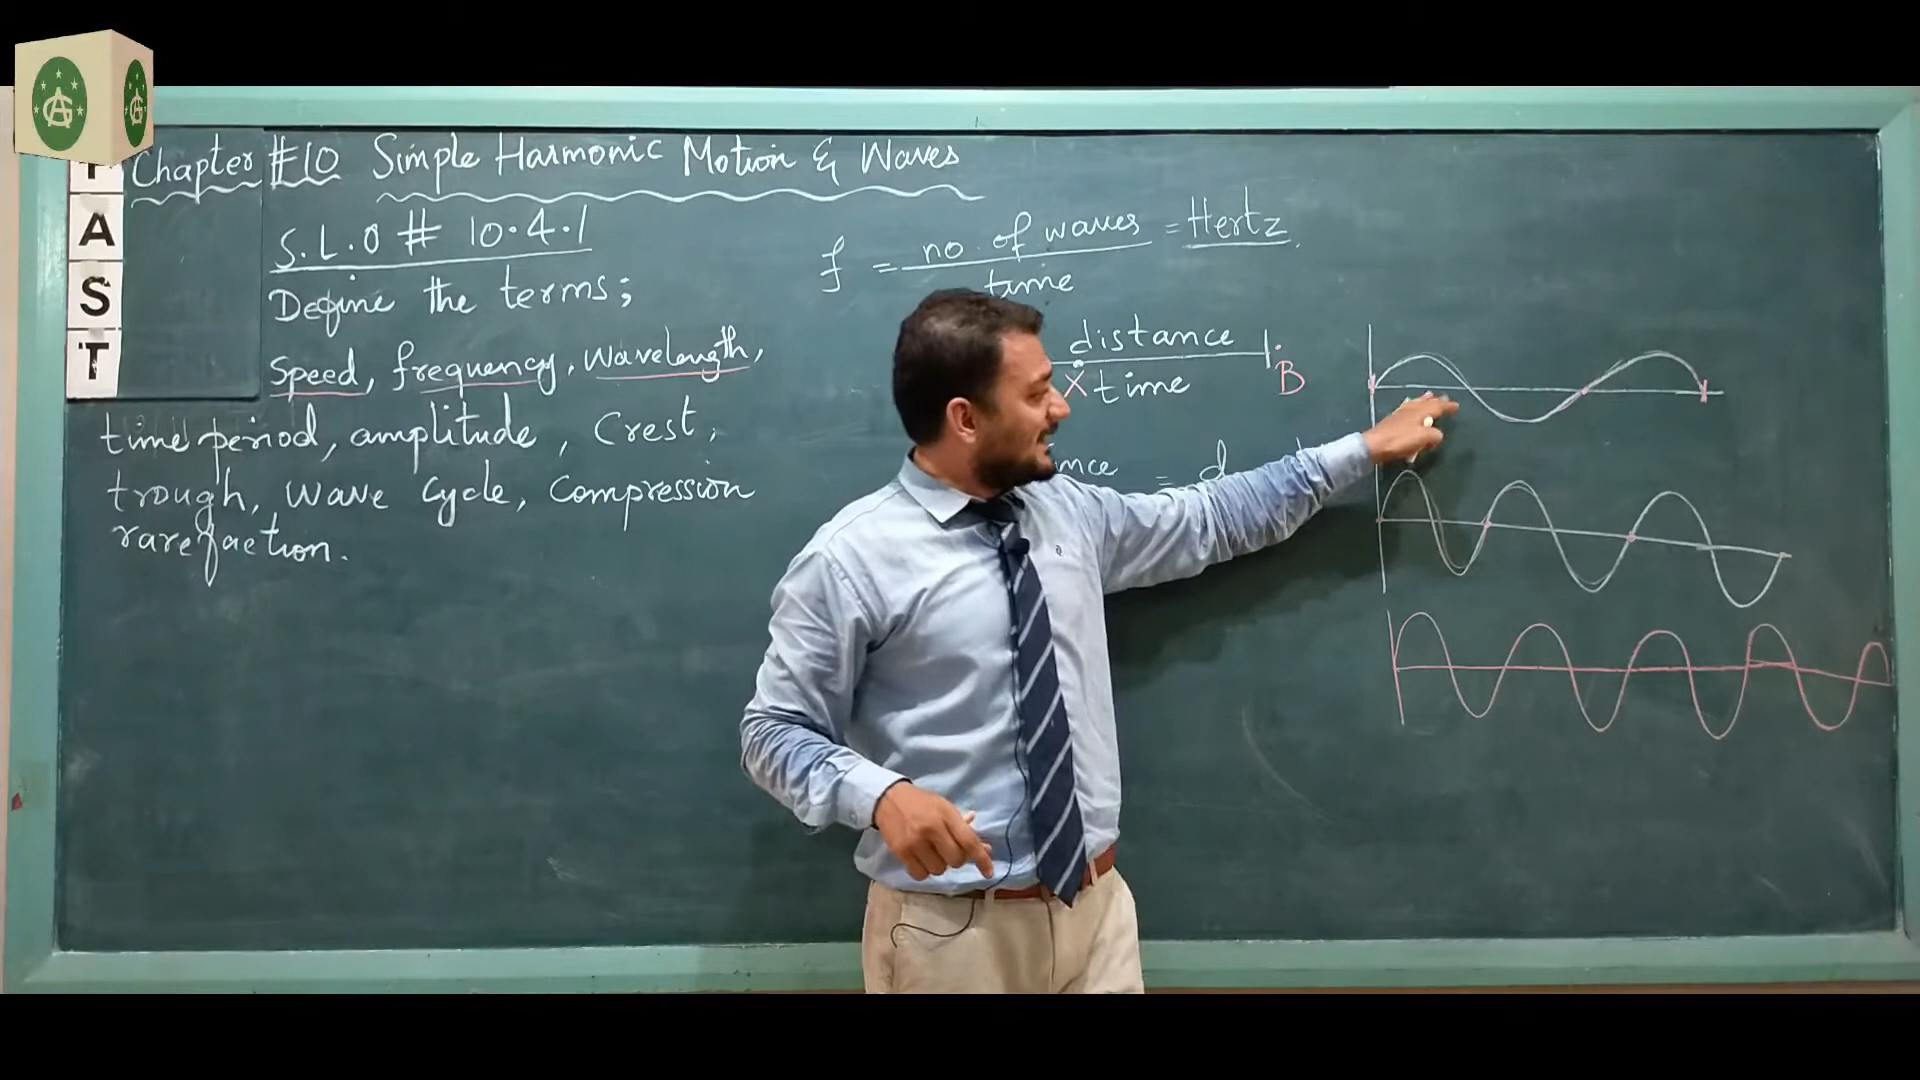 Chapter #10 Simple Harmonic Motion & Waves
S.L.O # 10.4.1
Define the terms;
Speed, frequency, wavelength,
time period, amplitude, Crest,
trough, wave cycle, Compression
rarefaction.
f = no. of waves = Hertz
time
distance
X time B
= d
A
S
T